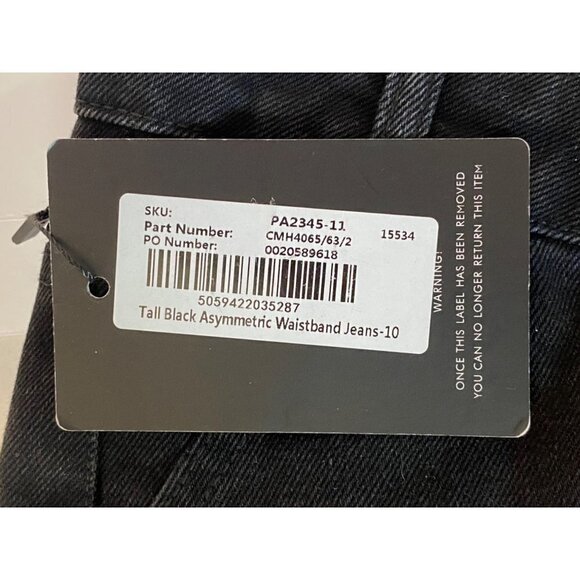 SKU: PA2345-11 15534
Part Number: CMH4065/63/2
PO Number: 0020589618
5059422035287
Tall Black Asymmetric Waistband Jeans-10
WARNING!
ONCE THIS LABEL HAS BEEN REMOVED
YOU CAN NO LONGER RETURN THIS ITEM